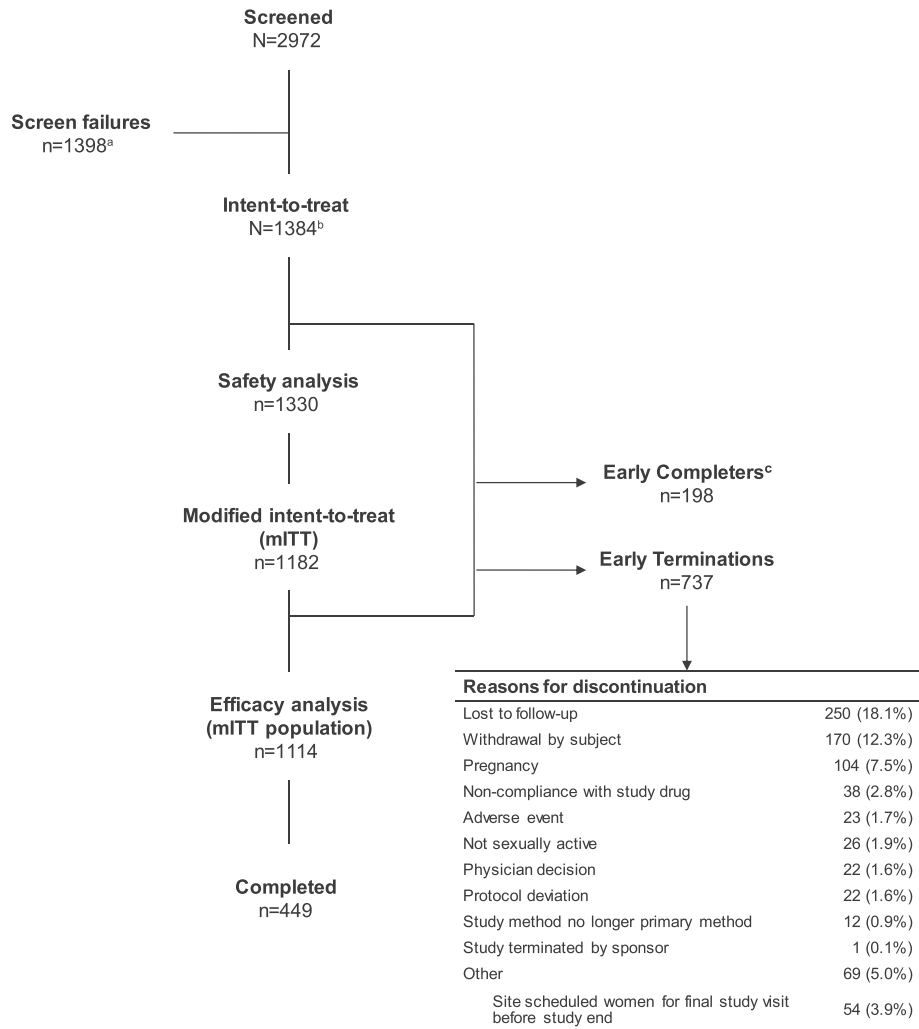 Screened
N=2972
Screen failures
n=1398ᵃ
Intent-to-treat
N=1384ᵇ
Safety analysis
n=1330
Modified intent-to-treat
(mITT)
n=1182
Early Completersᶜ
n=198
Early Terminations
n=737
Efficacy analysis
(mITT population)
n=1114
Completed
n=449
Reasons for discontinuation
Lost to follow-up 250 (18.1%)
Withdrawal by subject 170 (12.3%)
Pregnancy 104 (7.5%)
Non-compliance with study drug 38 (2.8%)
Adverse event 23 (1.7%)
Not sexually active 26 (1.9%)
Physician decision 22 (1.6%)
Protocol deviation 22 (1.6%)
Study method no longer primary method 12 (0.9%)
Study terminated by sponsor 1 (0.1%)
Other 69 (5.0%)
Site scheduled women for final study visit
before study end 54 (3.9%)